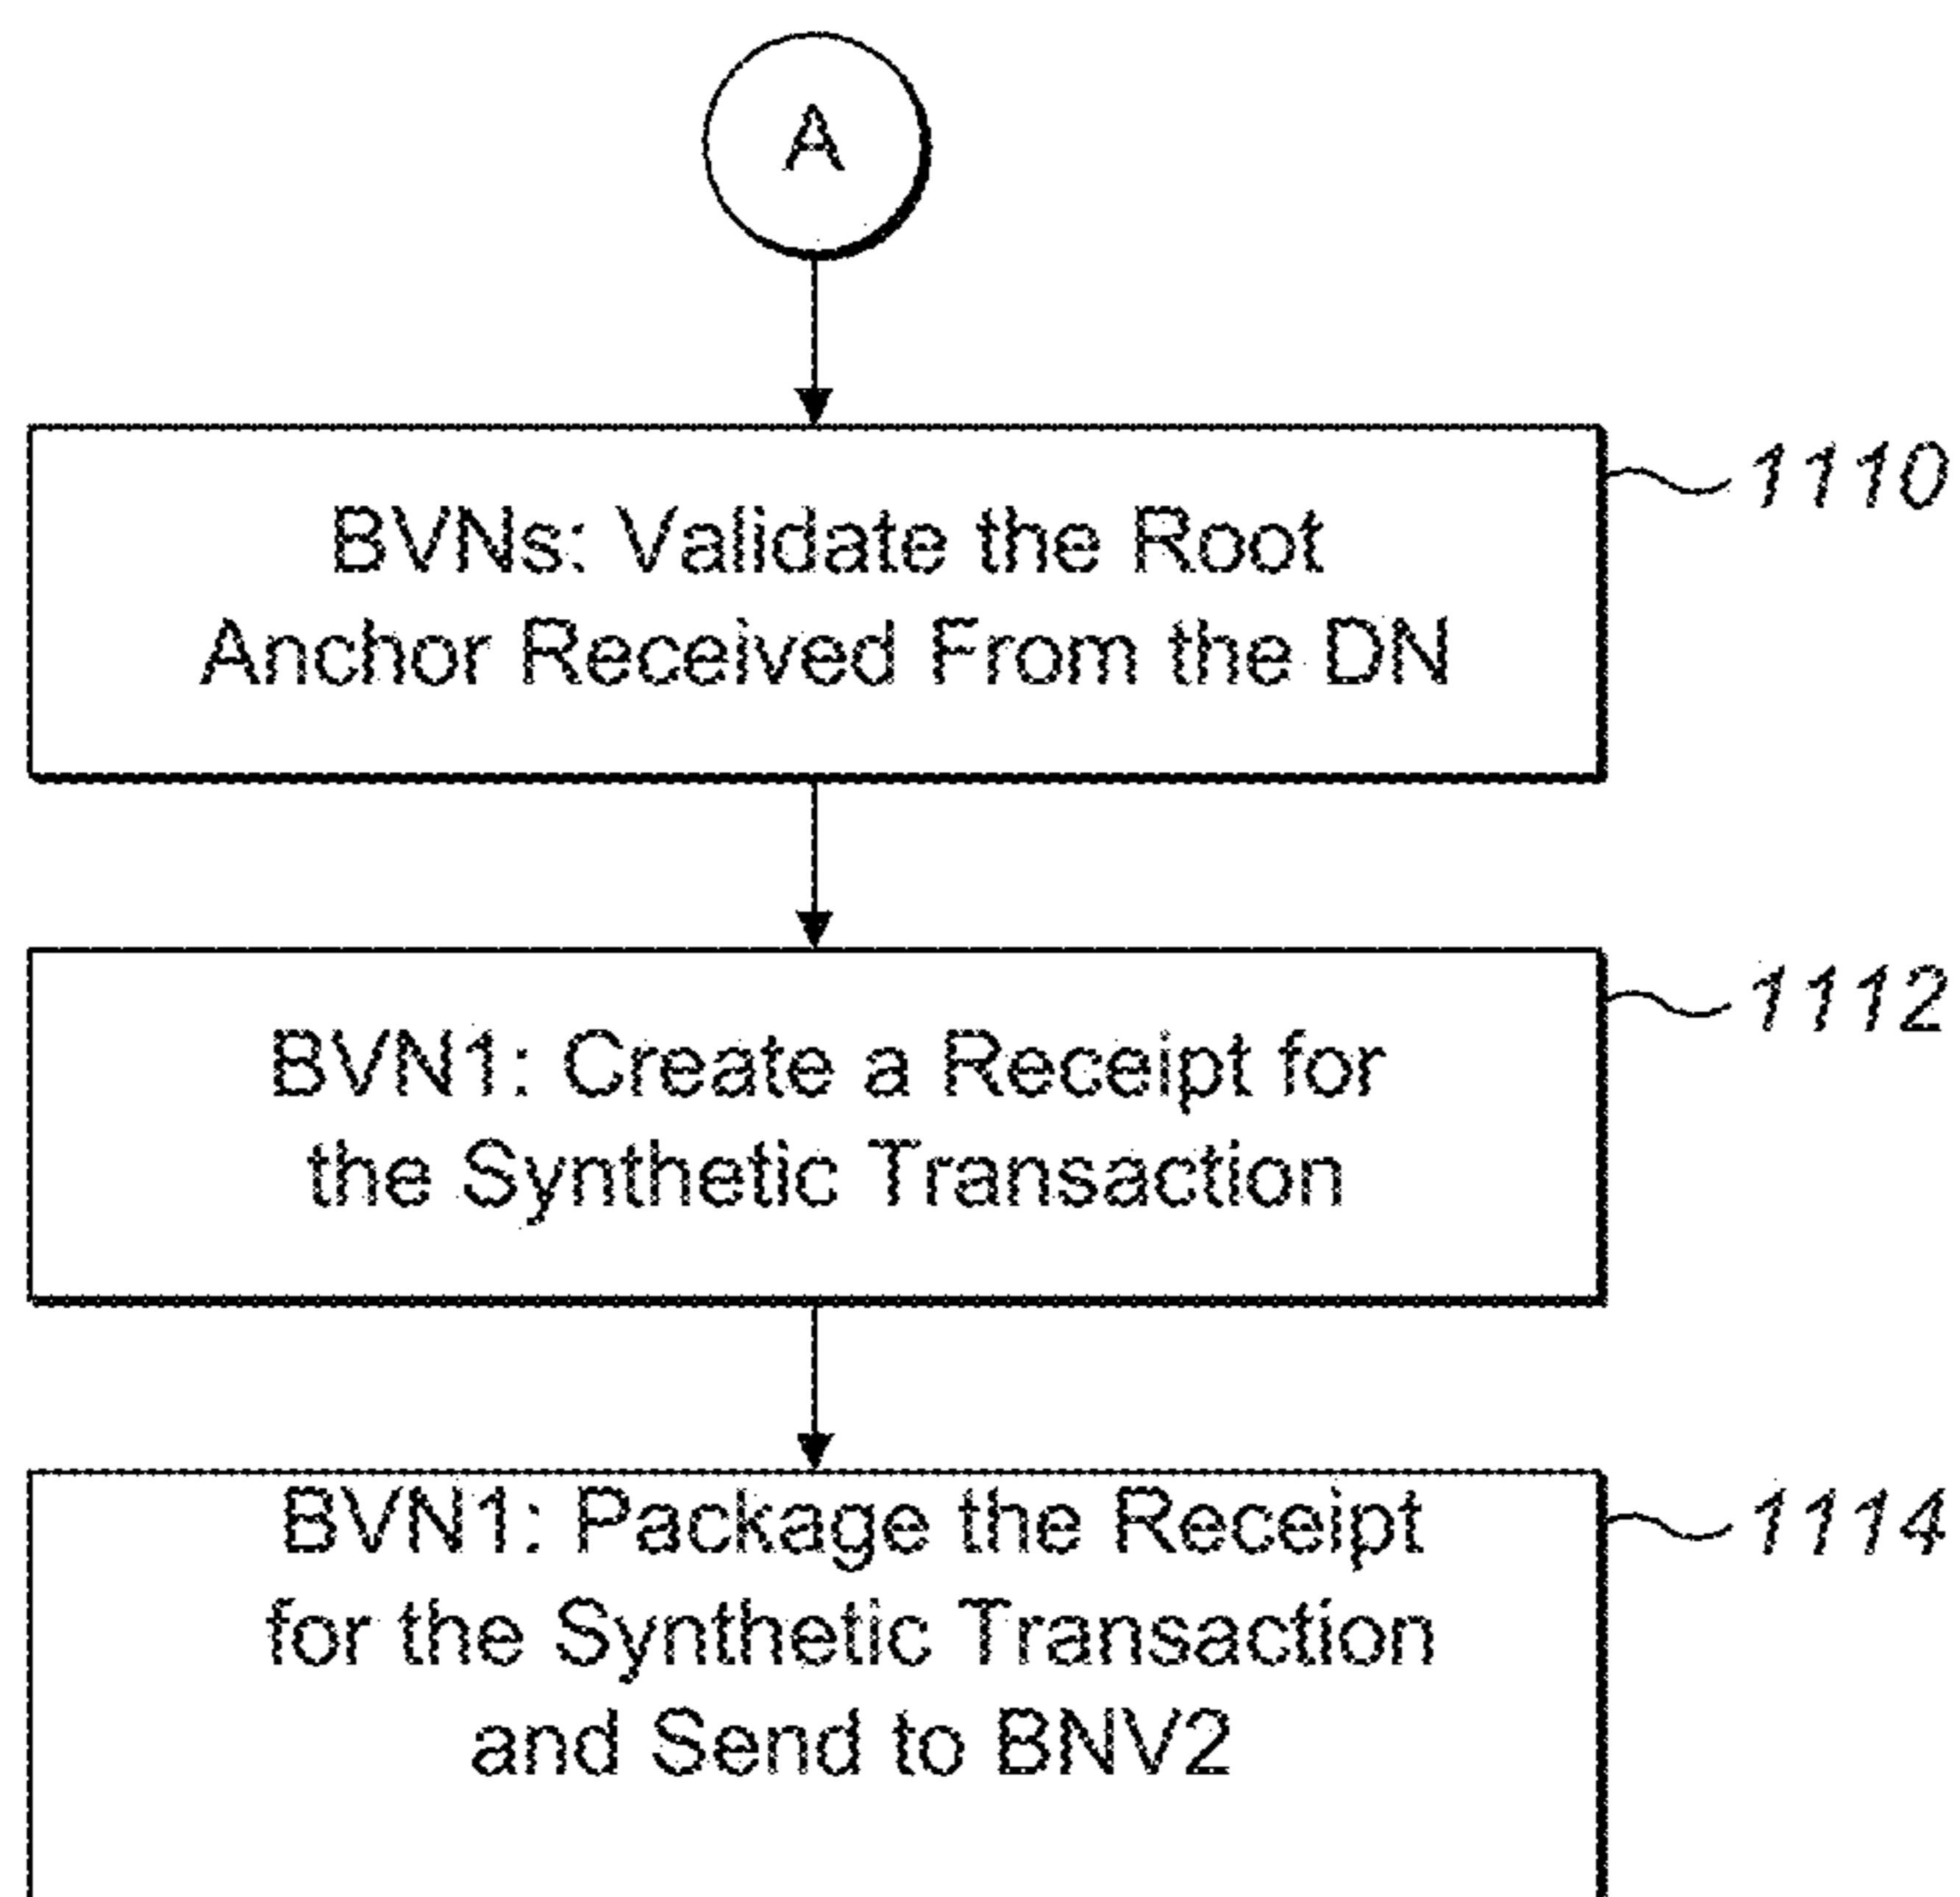 A
BVNs: Validate the Root
Anchor Received From the DN
1110
BVN1: Create a Receipt for
the Synthetic Transaction
1112
BVN1: Package the Receipt
for the Synthetic Transaction
and Send to BNV2
1114